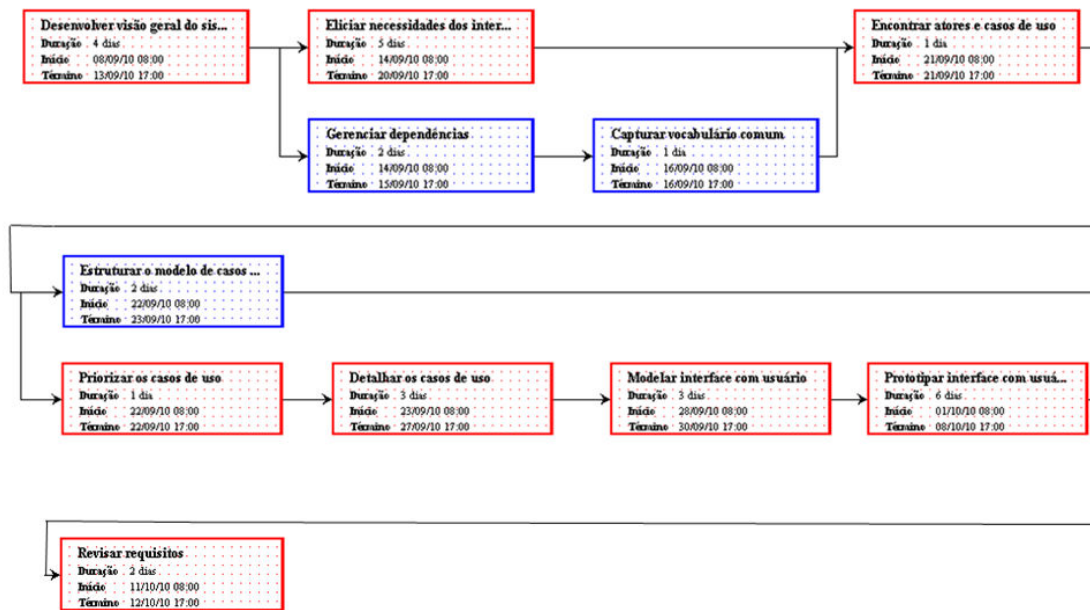 Desenvolver visão geral do sis...
Duração 4 dias
Início 08/09/10 08:00
Término 13/09/10 17:00
Eliciar necessidades dos inter...
Duração 5 dias
Início 14/09/10 08:00
Término 20/09/10 17:00
Encontrar atores e casos de uso
Duração 1 dia
Início 21/09/10 08:00
Término 21/09/10 17:00
Gerenciar dependências
Duração 2 dias
Início 14/09/10 08:00
Término 15/09/10 17:00
Capturar vocabulário comum
Duração 1 dia
Início 16/09/10 08:00
Término 16/09/10 17:00
Estruturar o modelo de casos ...
Duração 2 dias
Início 22/09/10 08:00
Término 23/09/10 17:00
Priorizar os casos de uso
Duração 1 dia
Início 22/09/10 08:00
Término 22/09/10 17:00
Detalhar os casos de uso
Duração 3 dias
Início 23/09/10 08:00
Término 27/09/10 17:00
Modelar interface com usuário
Duração 3 dias
Início 28/09/10 08:00
Término 30/09/10 17:00
Prototipar interface com usuá...
Duração 6 dias
Início 01/10/10 08:00
Término 08/10/10 17:00
Revisar requisitos
Duração 2 dias
Início 11/10/10 08:00
Término 12/10/10 17:00